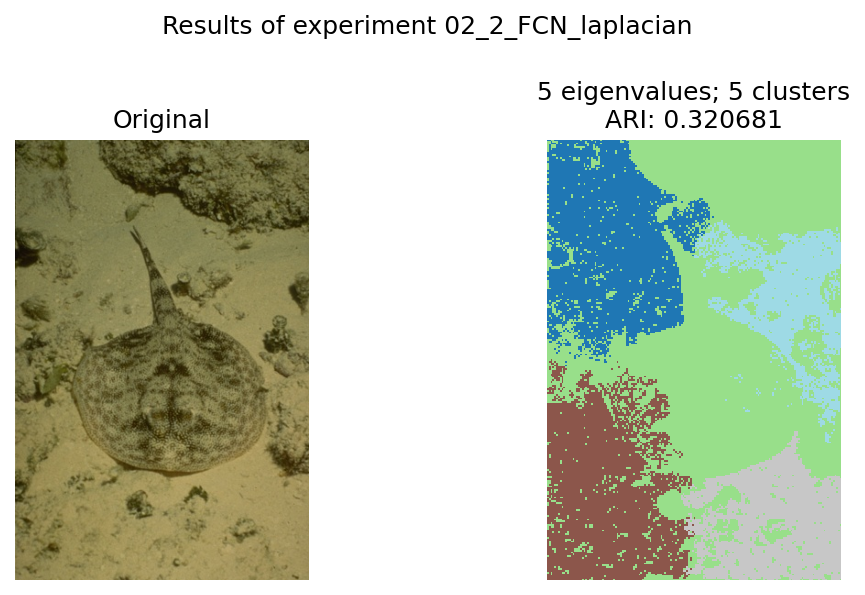 Results of experiment 02_2_FCN_laplacian
Original
5 eigenvalues; 5 clusters
ARI: 0.320681